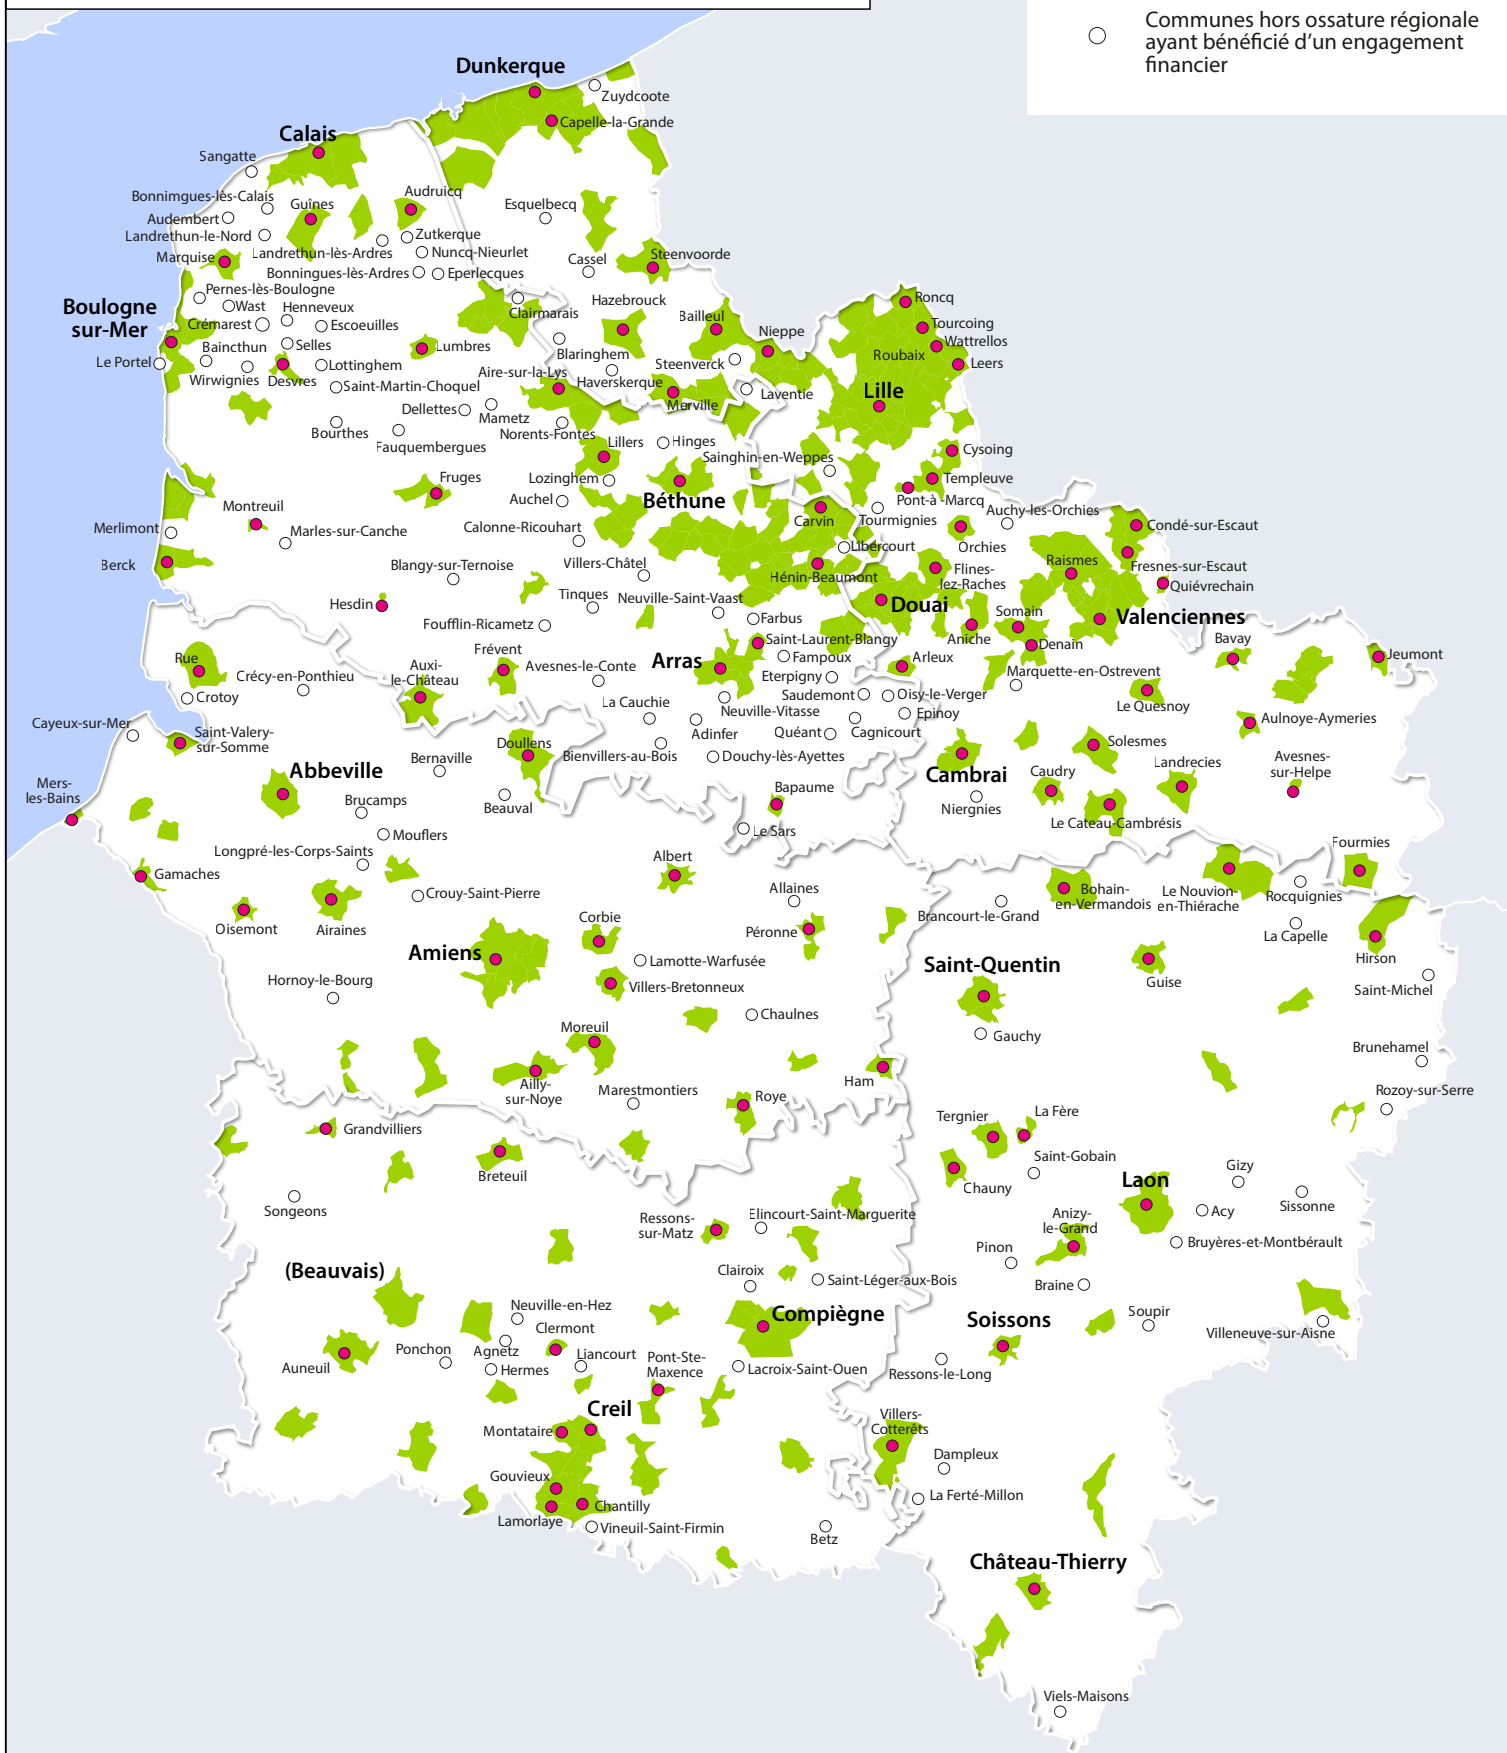 Communes hors ossature régionale
ayant bénéficié d'un engagement
financier
Dunkerque
Zuydcoote
Capelle-la-Grande
Calais
Sangatte
Bonnimgues-lès-Calais
Audembert
Guînes
Audruicq
Esquelbecq
Landrethun-le-Nord
Zutkerque
Marquise
Landrethun-lès-Ardres
Nuncq-Nieurlet
Cassel
Steenvoorde
Bonningues-lès-Ardres
Eperlecques
Pernes-lès-Boulogne
Boulogne
sur-Mer
Wast
Henneveux
Clairmarais
Hazebrouck
Bailleul
Roncq
Crémarest
Escoeuilles
Nieppe
Tourcoing
Wattrelos
Baincthun
Selles
Lumbres
Blaringhem
Steenverck
Roubaix
Leers
Le Portel
Wirwignies
Desvres
Lottinghem
Aire-sur-la-Lys
Haverskerque
Saint-Martin-Choquel
Merville
Laventie
Lille
Dellettes
Mametz
Bourthes
Fauquembergues
Norents-Fontes
Lillers
Hinges
Sainghin-en-Weppes
Cysoing
Fruges
Lozinghem
Templeuve
Auchel
Béthune
Pont-à -Marcq
Montreuil
Carvin
Tourmignies
Auchy-les-Orchies
Merlimont
Marles-sur-Canche
Calonne-Ricouhart
Condé-sur-Escaut
Libercourt
Orchies
Berck
Blangy-sur-Ternoise
Villers-Châtel
Hénin-Beaumont
Flines-
lez-Raches
Raismes
Fresnes-sur-Escaut
Quiévrechain
Hesdin
Tinques
Neuville-Saint-Vaast
Douai
Somain
Valenciennes
Foufflin-Ricametz
Farbus
Saint-Laurent-Blangy
Aniche
Denain
Bavay
Jeumont
Rue
Frévent
Auxi-
le-Château
Avesnes-le-Conte
Arras
Fampoux
Arleux
Crécy-en-Ponthieu
Eterpigny
Marquette-en-Ostrevent
Crotoy
La Cauchie
Saudemont
Oisy-le-Verger
Le Quesnoy
Cayeux-sur-Mer
Neuville-Vitasse
Epinoy
Aulnoye-Aymeries
Saint-Valery-
sur-Somme
Adinfer
Quéant
Cagnicourt
Solesmes
Doullens
Bernaville
Bienvillers-au-Bois
Douchy-lès-Ayettes
Abbeville
Cambrai
Caudry
Landrecies
Avesnes-
sur-Helpe
Mers-
les-Bains
Brucamps
Beauval
Bapaume
Niergnies
Le Cateau-Cambrésis
Mouflers
Le Sars
Longpré-les-Corps-Saints
Fourmies
Gamaches
Albert
Crouy-Saint-Pierre
Allaines
Bohain-
en-Vermandois
Le Nouvion-
en-Thiérache
Rocquignies
Brancourt-le-Grand
Oisemont
Airaines
Corbie
Péronne
La Capelle
Amiens
Lamotte-Warfusée
Saint-Quentin
Hirson
Hornoy-le-Bourg
Villers-Bretonneux
Guise
Saint-Michel
Chaulnes
Moreuil
Gauchy
Brunehamel
Ailly-
sur-Noye
Marestmontiers
Roye
Ham
Rozoy-sur-Serre
Grandvilliers
Tergnier
La Fère
Breteuil
Saint-Gobain
Chauny
Laon
Gizy
Songeons
Sissonne
Ressons-
sur-Matz
Elincourt-Saint-Marguerite
Anizy-
le-Grand
Acy
Pinon
Bruyères-et-Montbérault
(Beauvais)
Clairoix
Saint-Léger-aux-Bois
Braine
Neuville-en-Hez
Compiègne
Soissons
Soupir
Clermont
Villeneuve-sur-Aisne
Auneuil
Ponchon
Agnetz
Hermes
Liancourt
Pont-Ste-
Maxence
Lacroix-Saint-Ouen
Ressons-le-Long
Creil
Montataire
Villers-
Cotterêts
Dampleux
Gouvieux
Chantilly
La Ferté-Millon
Lamorlaye
Vineuil-Saint-Firmin
Betz
Château-Thierry
Viels-Maisons